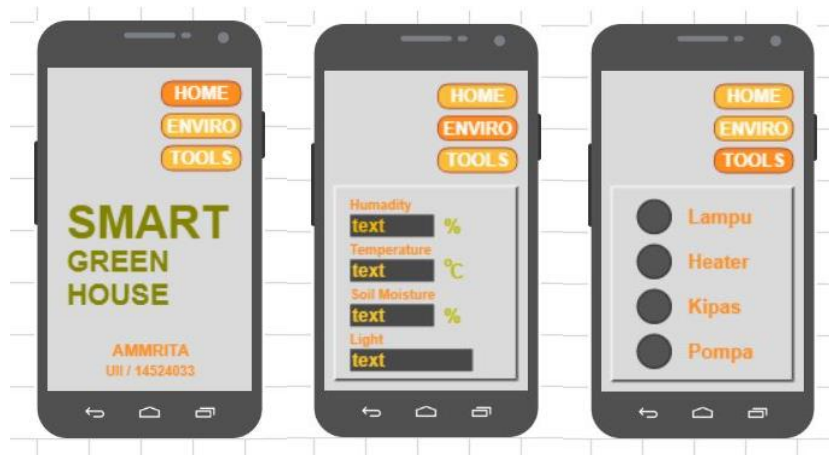 HOME
ENVIRO
TOOLS
SMART
GREEN
HOUSE
AMMRITA
UII / 14524033
HOME
ENVIRO
TOOLS
Humadity
text %
Temperature
text °C
Soil Moisture
text %
Light
text
HOME
ENVIRO
TOOLS
Lampu
Heater
Kipas
Pompa